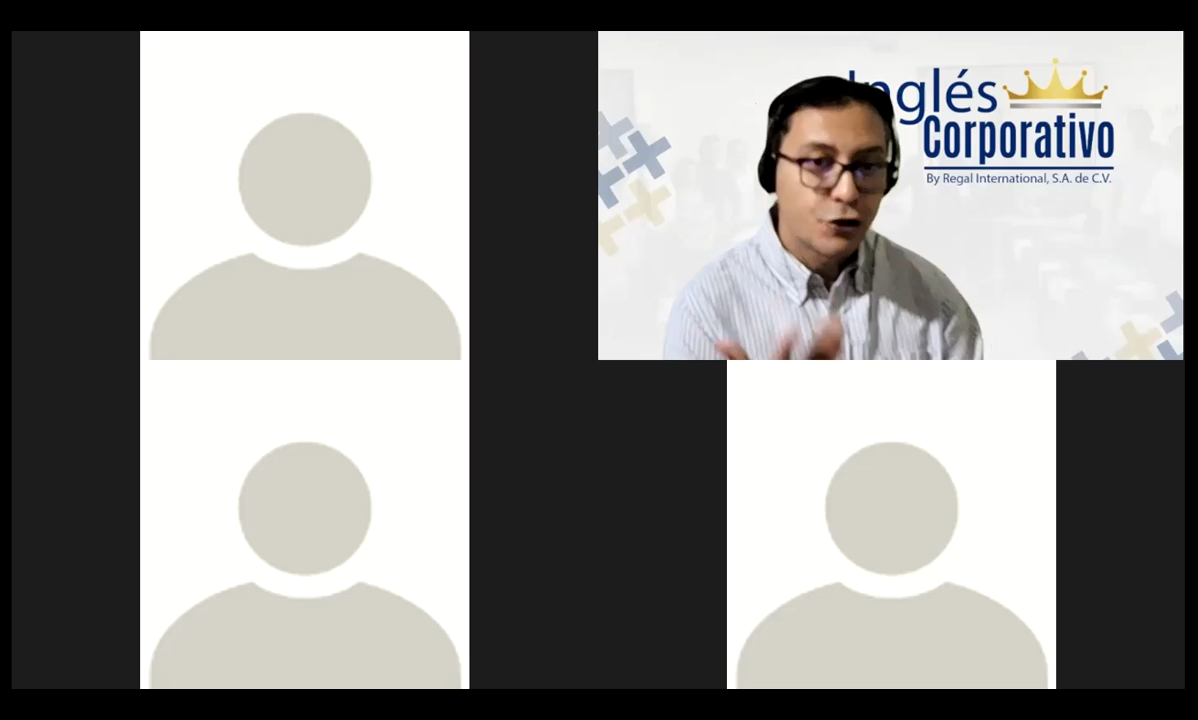 Inglés
Corporativo
By Regal International, S.A. de C.V.